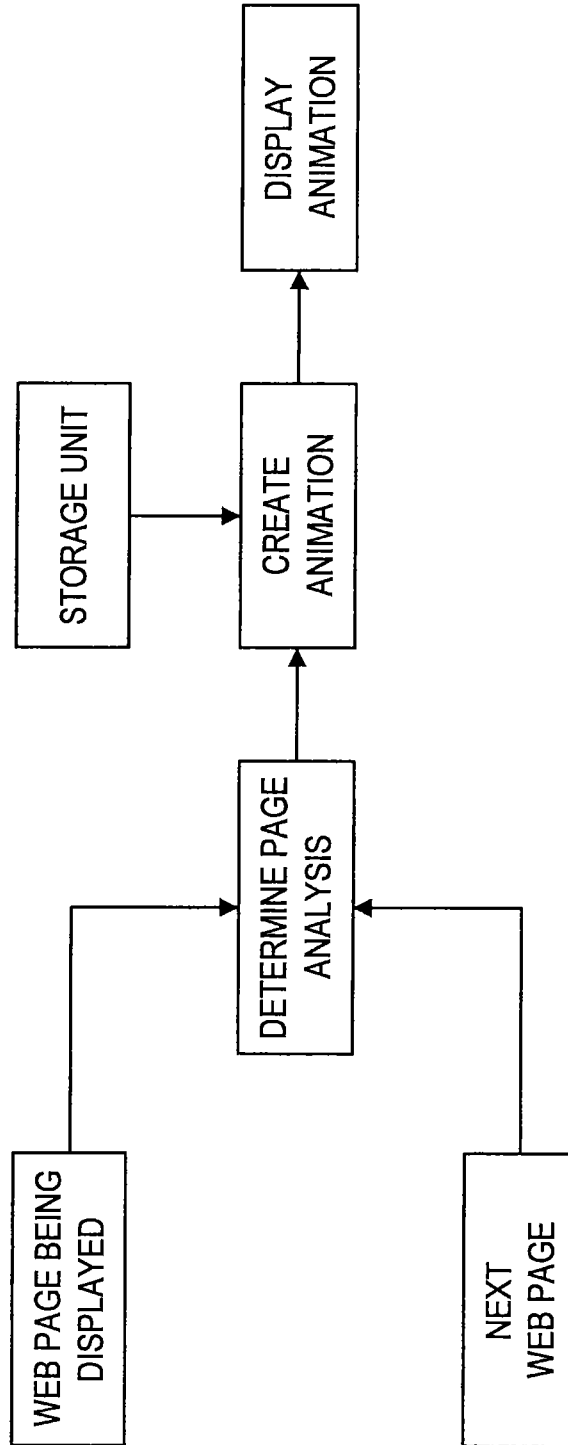 WEB PAGE BEING
DISPLAYED
NEXT
WEB PAGE
DETERMINE PAGE
ANALYSIS
STORAGE UNIT
CREATE
ANIMATION
DISPLAY
ANIMATION